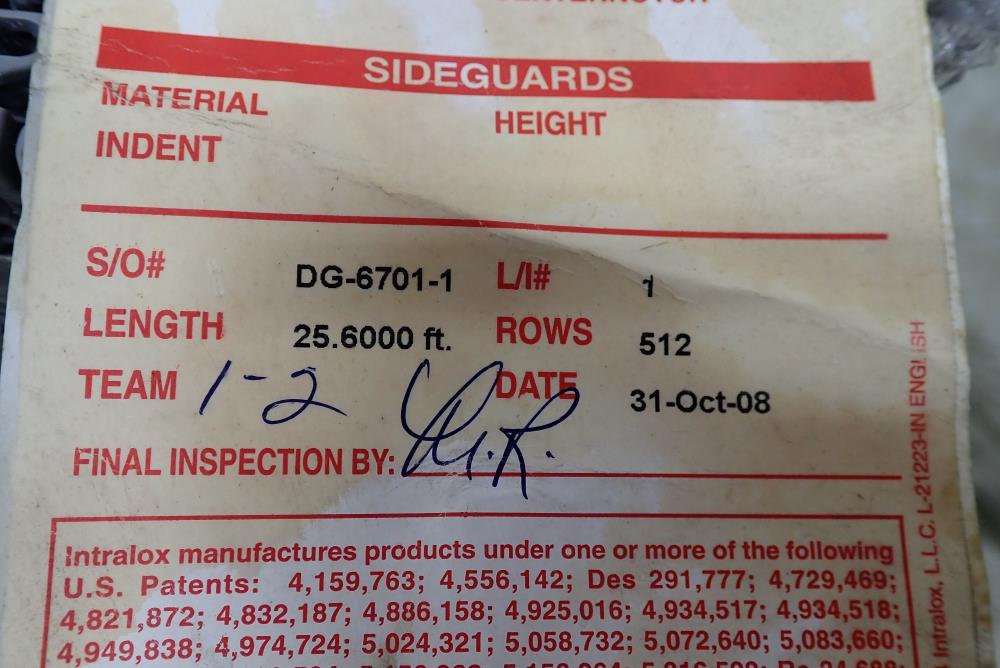 SIDEGUARDS
MATERIAL
HEIGHT
INDENT
S/O# DG-6701-1 L/I# 1
LENGTH 25.6000 ft. ROWS 512
TEAM 1-2 DATE 31-Oct-08
FINAL INSPECTION BY:
Intralox manufactures products under one or more of the following
U.S. Patents: 4,159,763; 4,556,142; Des 291,777; 4,729,469;
4,821,872; 4,832,187; 4,886,158; 4,925,016; 4,934,517; 4,934,518;
4,949,838; 4,974,724; 5,024,321; 5,058,732; 5,072,640; 5,083,660;
Intralox, L.L.C. L-21223-IN ENGLISH